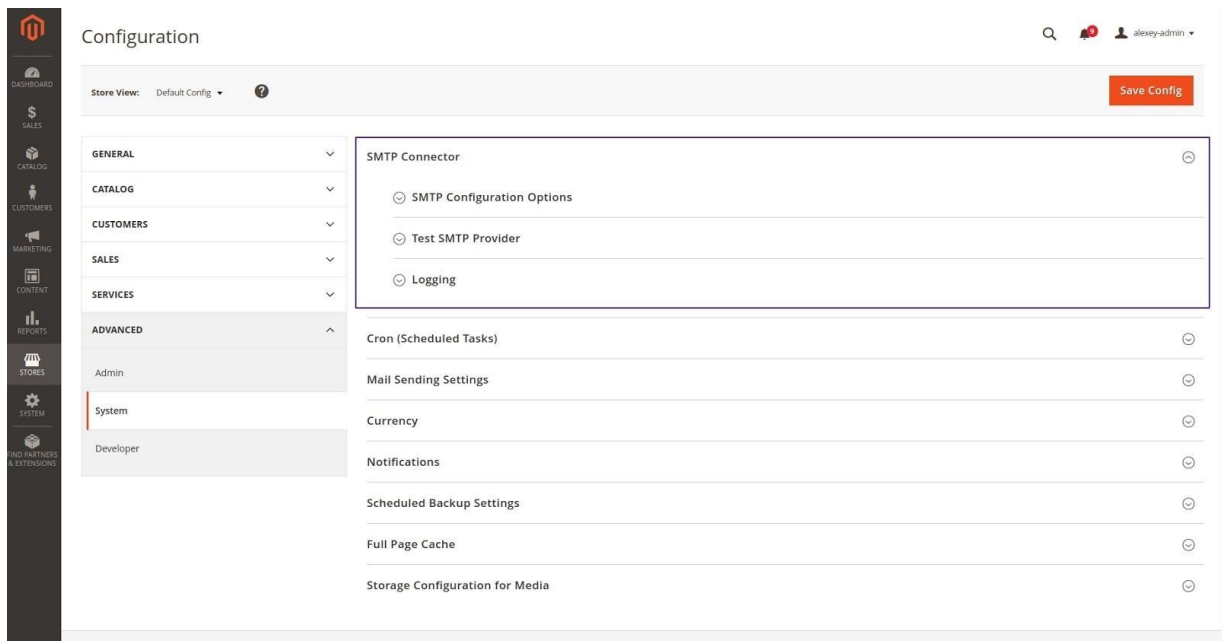 Configuration
9
alexey-admin
DASHBOARD
SALES
CATALOG
CUSTOMERS
MARKETING
CONTENT
REPORTS
STORES
SYSTEM
FIND PARTNERS
& EXTENSIONS
Store View: Default Config ?
Save Config
GENERAL
CATALOG
CUSTOMERS
SALES
SERVICES
ADVANCED
Admin
System
Developer
SMTP Connector
SMTP Configuration Options
Test SMTP Provider
Logging
Cron (Scheduled Tasks)
Mail Sending Settings
Currency
Notifications
Scheduled Backup Settings
Full Page Cache
Storage Configuration for Media